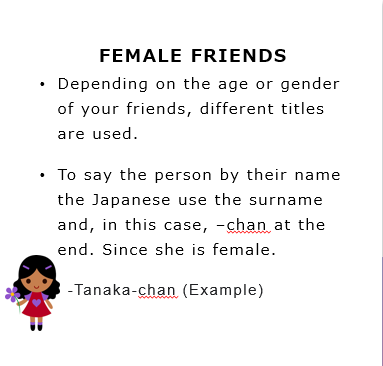 FEMALE FRIENDS
• Depending on the age or gender
of your friends, different titles
are used.
• To say the person by their name
the Japanese use the surname
and, in this case, –chan at the
end. Since she is female.
-Tanaka-chan (Example)